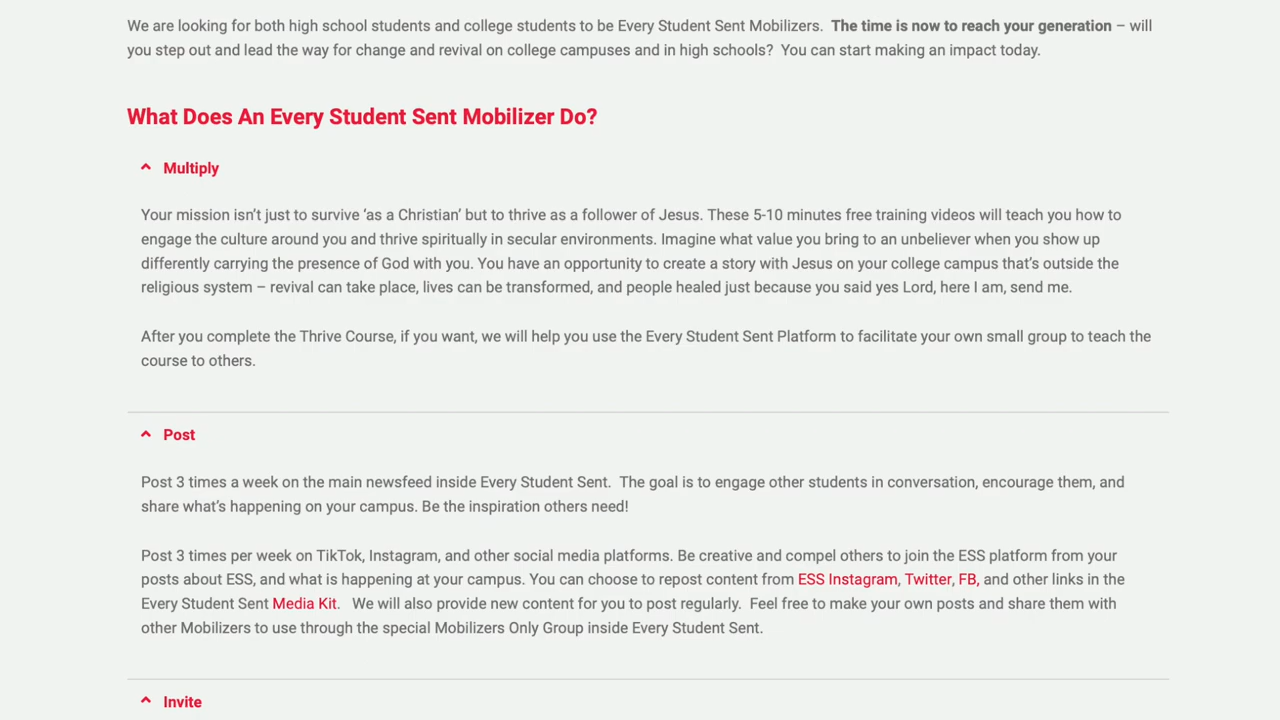 We are looking for both high school students and college students to be Every Student Sent Mobilizers.  The time is now to reach your generation – will
you step out and lead the way for change and revival on college campuses and in high schools?  You can start making an impact today.
What Does An Every Student Sent Mobilizer Do?
Multiply
Your mission isn’t just to survive ‘as a Christian’ but to thrive as a follower of Jesus. These 5-10 minutes free training videos will teach you how to
engage the culture around you and thrive spiritually in secular environments. Imagine what value you bring to an unbeliever when you show up
differently carrying the presence of God with you. You have an opportunity to create a story with Jesus on your college campus that’s outside the
religious system – revival can take place, lives can be transformed, and people healed just because you said yes Lord, here I am, send me.
After you complete the Thrive Course, if you want, we will help you use the Every Student Sent Platform to facilitate your own small group to teach the
course to others.
Post
Post 3 times a week on the main newsfeed inside Every Student Sent.  The goal is to engage other students in conversation, encourage them, and
share what’s happening on your campus. Be the inspiration others need!
Post 3 times per week on TikTok, Instagram, and other social media platforms. Be creative and compel others to join the ESS platform from your
posts about ESS, and what is happening at your campus. You can choose to repost content from ESS Instagram, Twitter, FB, and other links in the
Every Student Sent Media Kit.   We will also provide new content for you to post regularly.  Feel free to make your own posts and share them with
other Mobilizers to use through the special Mobilizers Only Group inside Every Student Sent.
Invite